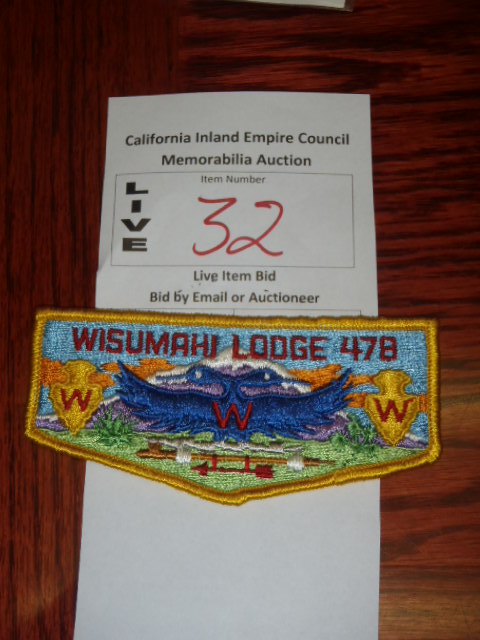 California Inland Empire Council
Memorabilia Auction
Item Number
LIVE
32
Live Item Bid
Bid by Email or Auctioneer
WISUMAHI LODGE 478
W W W